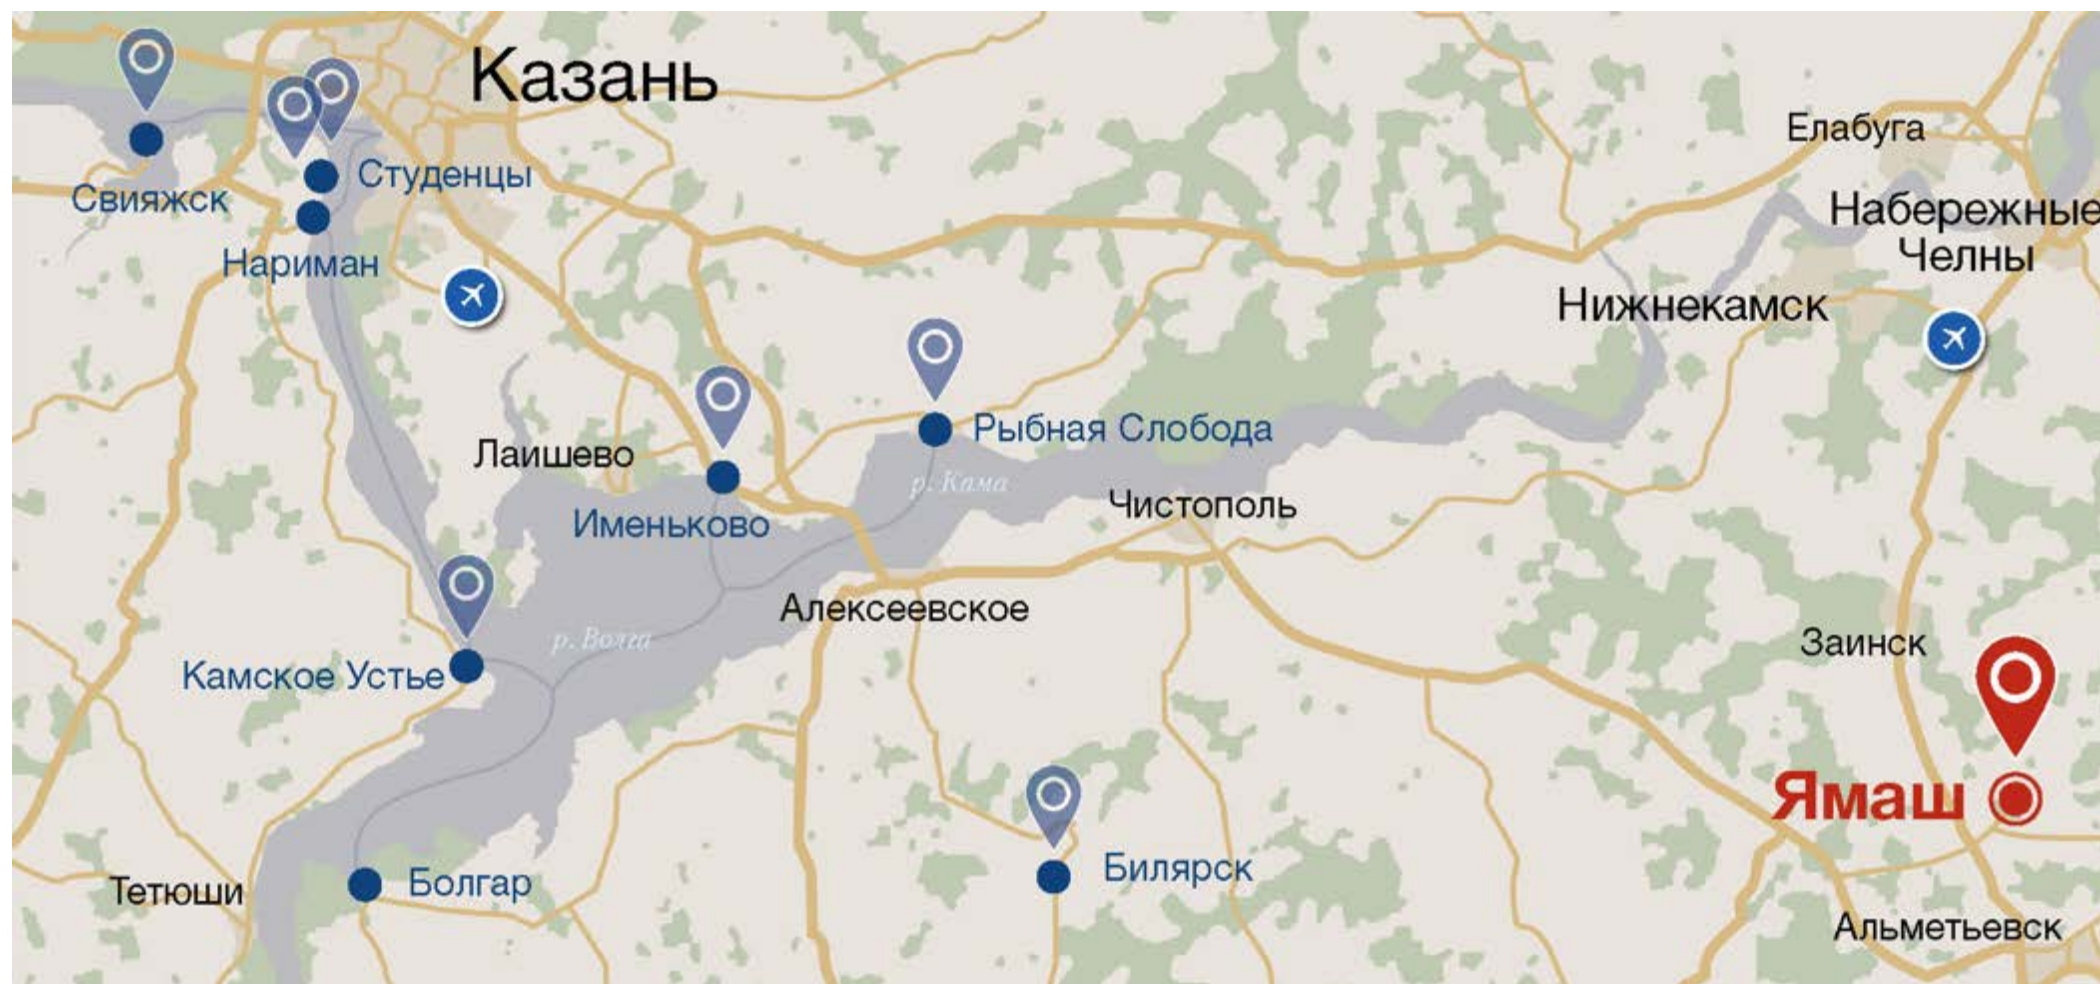 Казань
Елабуга
Студенцы
Свияжск
Набережные
Челны
Нариман
Нижнекамск
Рыбная Слобода
Лаишево
р. Кама
Чистополь
Именьково
Алексеевское
р. Волга
Заинск
Камское Устье
Ямаш
Билярск
Болгар
Тетюши
Альметьевск